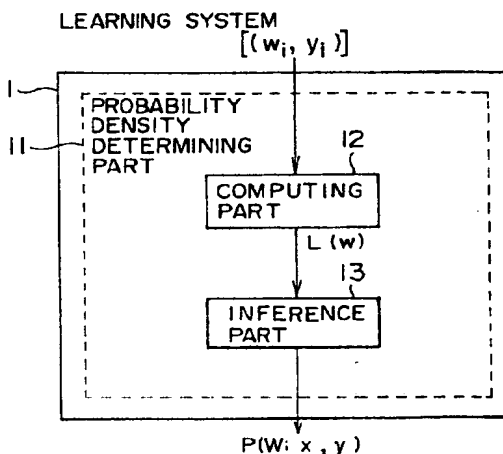 LEARNING SYSTEM
[(wi, yi)]
1
PROBABILITY
DENSITY
11
DETERMINING
PART
12
COMPUTING
PART
L (w)
13
INFERENCE
PART
P(W; x, y)